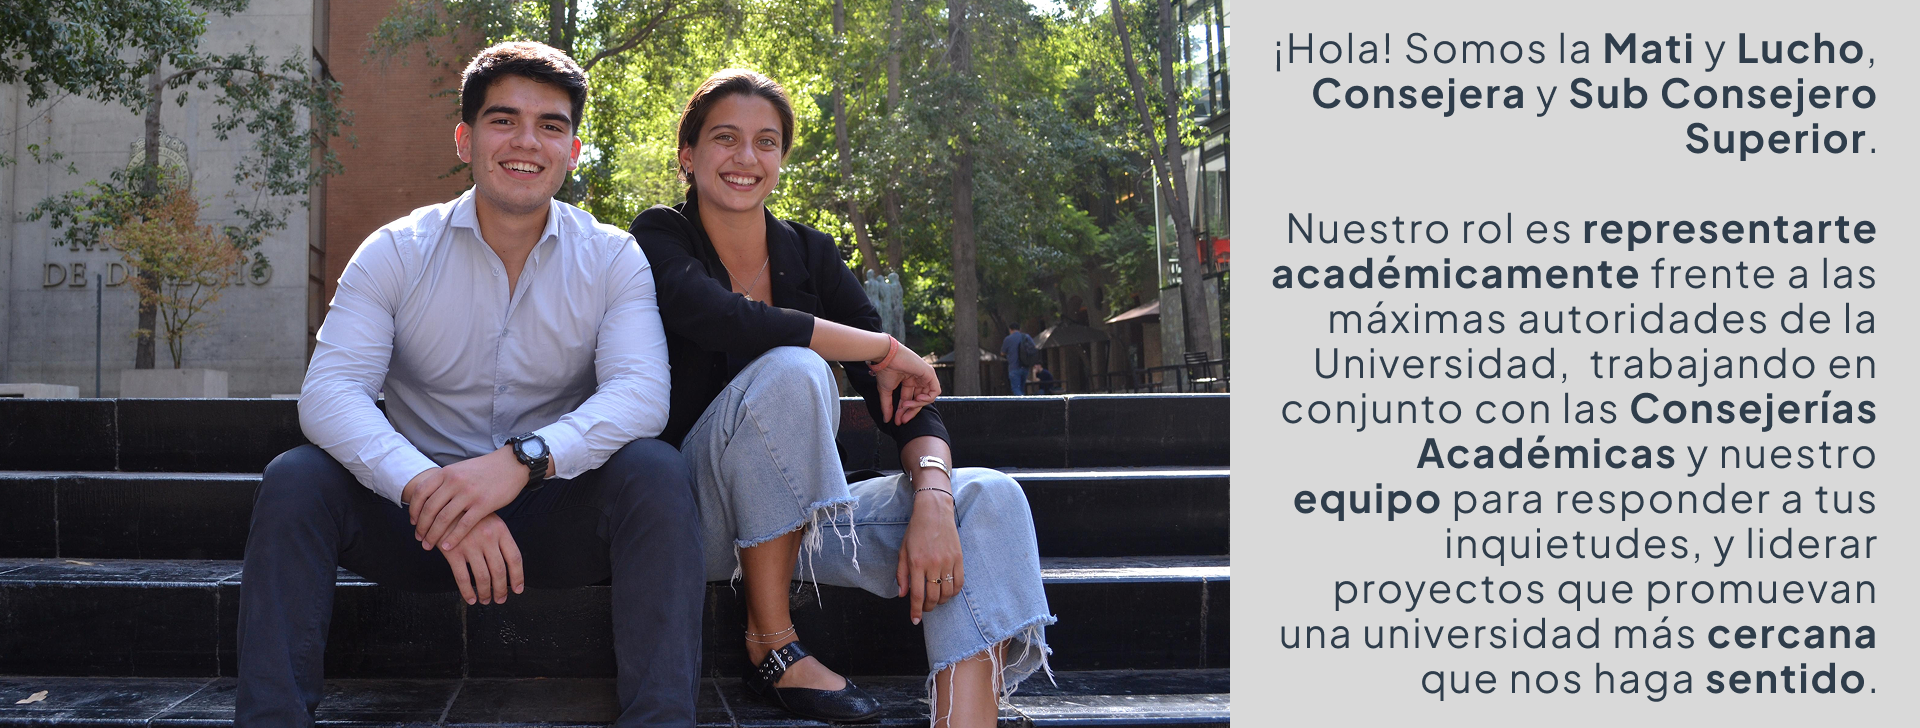 DE DERECHO
¡Hola! Somos la Mati y Lucho,
Consejera y Sub Consejero
Superior.
Nuestro rol es representarte
académicamente frente a las
máximas autoridades de la
Universidad, trabajando en
conjunto con las Consejerías
Académicas y nuestro
equipo para responder a tus
inquietudes, y liderar
proyectos que promuevan
una universidad más cercana
que nos haga sentido.